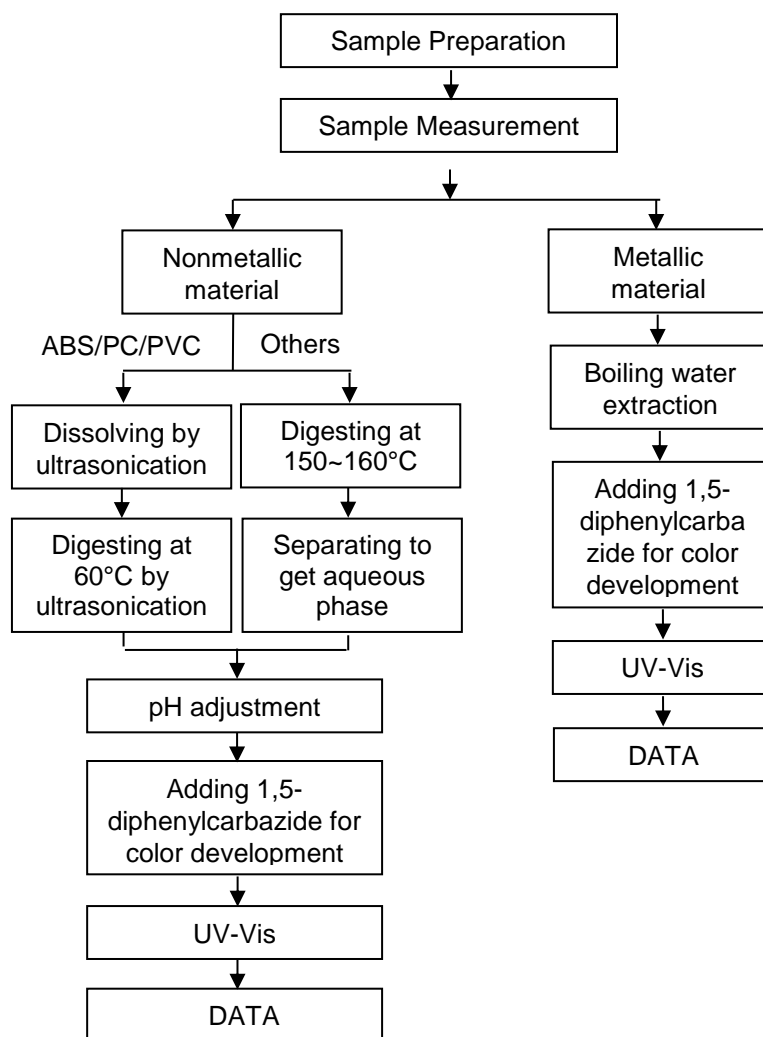 Sample Preparation
Sample Measurement
Nonmetallic
material
ABS/PC/PVC
Others
Dissolving by
ultrasonication
Digesting at
150~160°C
Digesting at
60°C by
ultrasonication
Separating to
get aqueous
phase
pH adjustment
Adding 1,5-
diphenylcarbazide for
color development
UV-Vis
DATA
Metallic
material
Boiling water
extraction
Adding 1,5-
diphenylcarba
zide for color
development
UV-Vis
DATA